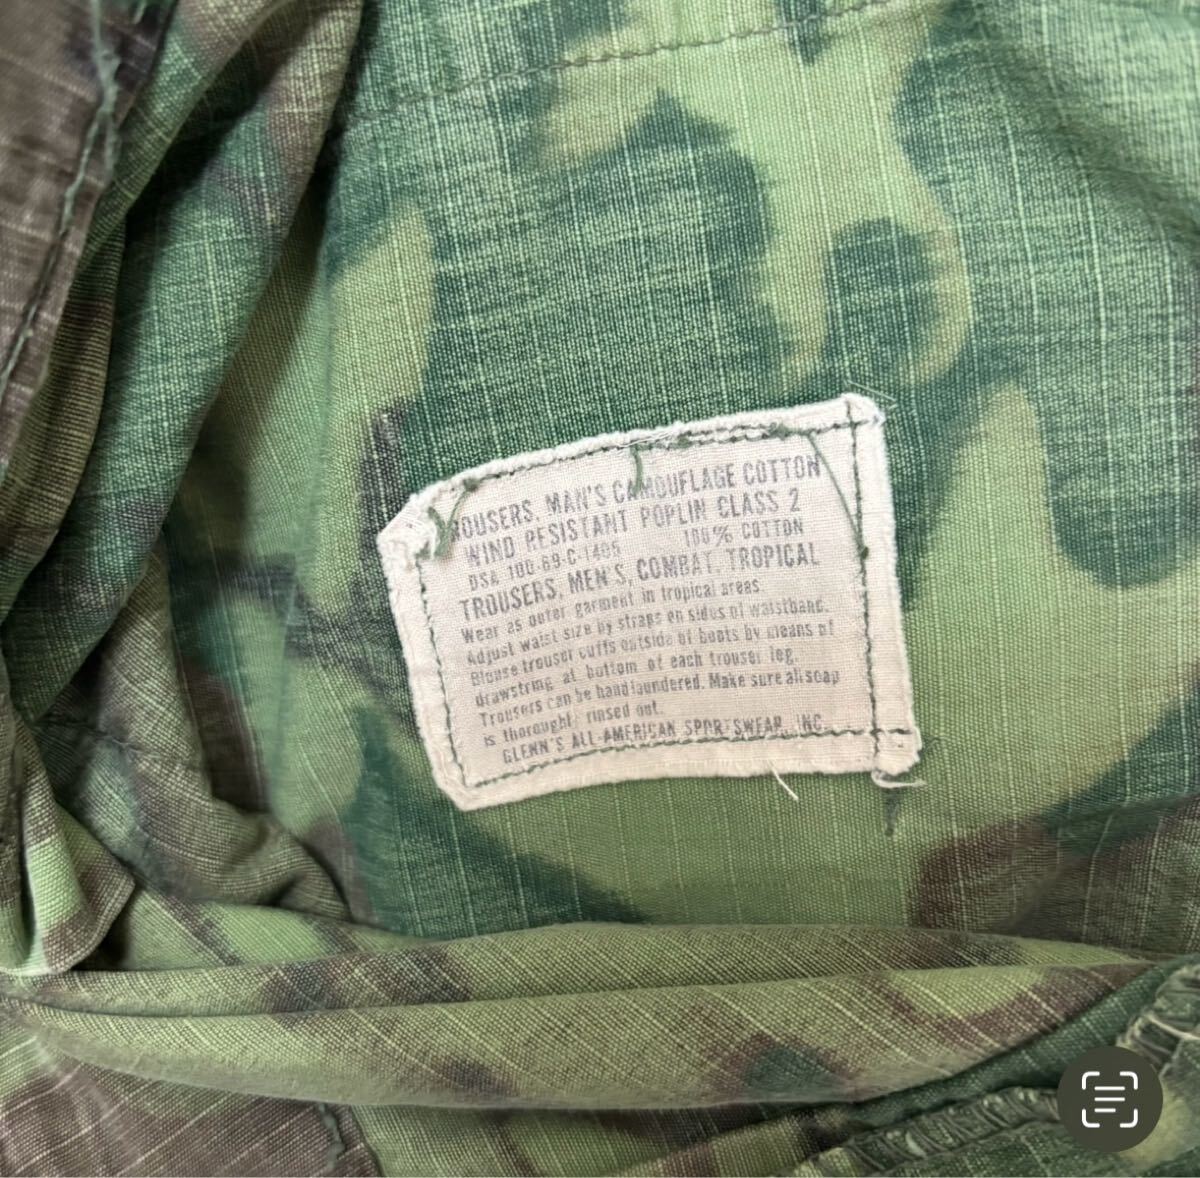 TROUSERS, MAN'S CAMOUFLAGE COTTON
WIND RESISTANT POPLIN CLASS 2
DSA 100-69-C-1405 100% COTTON
TROUSERS, MEN'S, COMBAT, TROPICAL
Wear as outer garment in tropical areas
Adjust waist size by straps on sides of waistband.
Blouse trouser cuffs outside of boots by means of
drawstring at bottom of each trouser leg.
Trousers can be handlaundered. Make sure all soap
is thoroughly rinsed out.
GLENN'S ALL-AMERICAN SPORTSWEAR, INC.